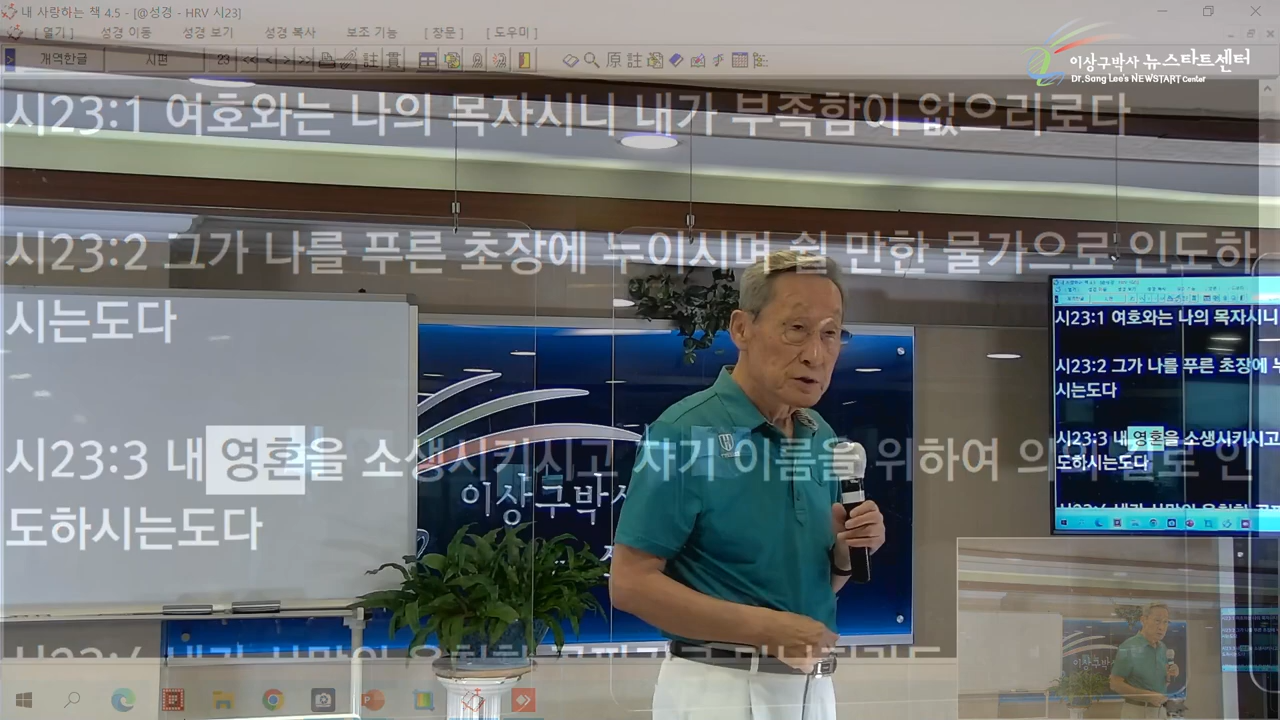 내 사랑하는 책 4.5 - [@성경 - HRV 시23]
[ 열기 ] 성경 이동 성경 보기 성경 복사 보조 기능 [ 창문 ] [ 도우미 ]
개역한글 시편 23 << < > >> 原 註
이상구박사 뉴스타트센터
Dr. Sang Lee's NEWSTART Center
시23:1 여호와는 나의 목자시니 내가 부족함이 없으리로다
시23:2 그가 나를 푸른 초장에 누이시며 쉴 만한 물가으로 인도하
시는도다
시23:3 내 영혼을 소생시키시고 자기 이름을 위하여 의의 길로 인
도하시는도다
이상구박사
시23:1 여호와는 나의 목자시니
시23:2 그가 나를 푸른 초장에 누
시는도다
시23:3 내 영혼을 소생시키시고
도하시는도다